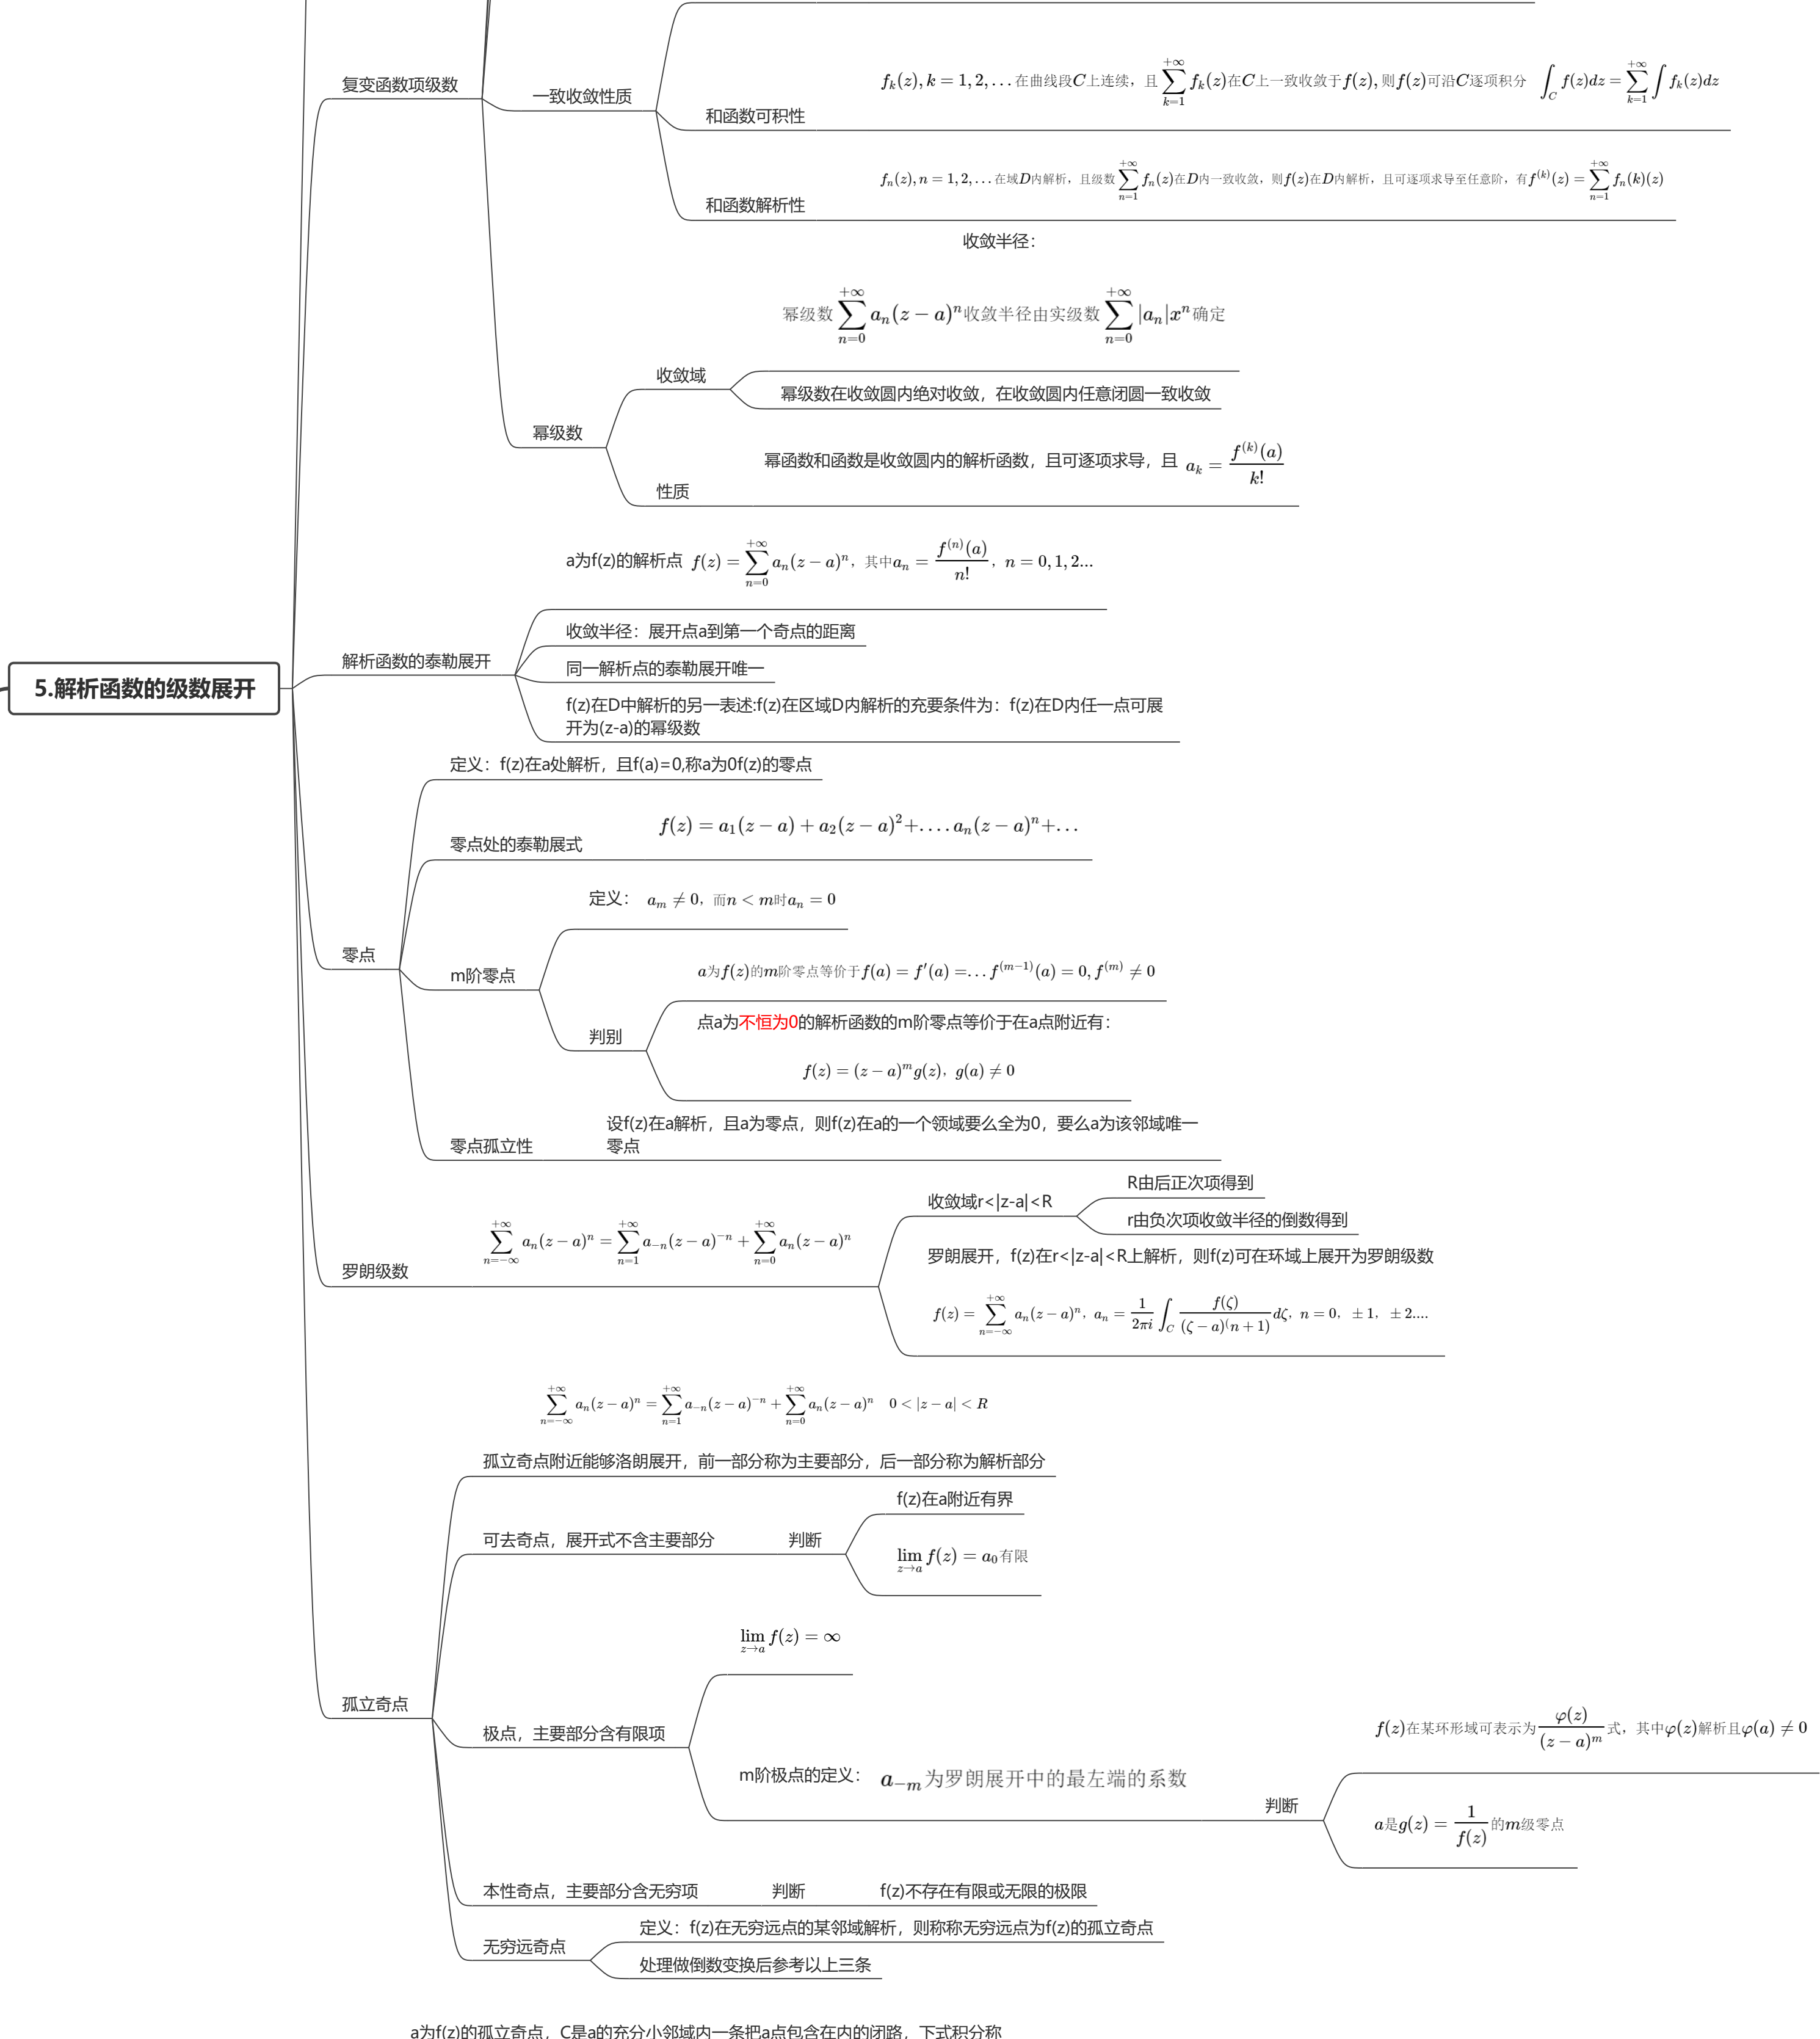 复变函数项级数
一致收敛性质
和函数可积性
f_k(z), k = 1, 2, ... 在曲线段C上连续，且 \sum_{k=1}^{+∞} f_k(z)在C上一致收敛于f(z), 则f(z)可沿C逐项积分 \int_C f(z)dz = \sum_{k=1}^{+∞} \int f_k(z)dz
和函数解析性
f_n(z), n = 1, 2, ... 在域D内解析，且级数 \sum_{n=1}^{+∞} f_n(z)在D内一致收敛，则f(z)在D内解析，且可逐项求导至任意阶，有f^{(k)}(z) = \sum_{n=1}^{+∞} f_n(k)(z)
幂级数
收敛域
收敛半径：
幂级数 \sum_{n=0}^{+∞} a_n(z − a)^n收敛半径由实级数 \sum_{n=0}^{+∞} |a_n|x^n确定
幂级数在收敛圆内绝对收敛，在收敛圆内任意闭圆一致收敛
性质
幂函数和函数是收敛圆内的解析函数，且可逐项求导，且 a_k = \frac{f^{(k)}(a)}{k!}
5.解析函数的级数展开
解析函数的泰勒展开
a为f(z)的解析点 f(z) = \sum_{n=0}^{+∞} a_n(z − a)^n，其中a_n = \frac{f^{(n)}(a)}{n!}，n = 0, 1, 2...
收敛半径：展开点a到第一个奇点的距离
同一解析点的泰勒展开唯一
f(z)在D中解析的另一表述:f(z)在区域D内解析的充要条件为：f(z)在D内任一点可展
开为(z-a)的幂级数
零点
定义：f(z)在a处解析，且f(a)=0,称a为0f(z)的零点
零点处的泰勒展式
f(z) = a_1(z − a) + a_2(z − a)^2+....a_n(z − a)^n+...
m阶零点
定义： a_m ≠ 0，而n < m时a_n = 0
判别
a为f(z)的m阶零点等价于f(a) = f'(a) =...f^{(m−1)}(a) = 0, f^{(m)} ≠ 0
点a为不恒为0的解析函数的m阶零点等价于在a点附近有：
f(z) = (z − a)^m g(z)，g(a) ≠ 0
零点孤立性
设f(z)在a解析，且a为零点，则f(z)在a的一个领域要么全为0，要么a为该邻域唯一
零点
罗朗级数
\sum_{n=−∞}^{+∞} a_n(z − a)^n = \sum_{n=1}^{+∞} a_{−n}(z − a)^{−n} + \sum_{n=0}^{+∞} a_n(z − a)^n
收敛域r<|z-a|<R
R由后正次项得到
r由负次项收敛半径的倒数得到
罗朗展开，f(z)在r<|z-a|<R上解析，则f(z)可在环域上展开为罗朗级数
f(z) = \sum_{n=−∞}^{+∞} a_n(z − a)^n，a_n = \frac{1}{2πi} \int_C \frac{f(ζ)}{(ζ − a)^(n + 1)} dζ，n = 0，± 1，± 2....
孤立奇点
\sum_{n=−∞}^{+∞} a_n(z − a)^n = \sum_{n=1}^{+∞} a_{−n}(z − a)^{−n} + \sum_{n=0}^{+∞} a_n(z − a)^n 0 < |z − a| < R
孤立奇点附近能够洛朗展开，前一部分称为主要部分，后一部分称为解析部分
可去奇点，展开式不含主要部分
判断
f(z)在a附近有界
\lim_{z→a} f(z) = a_0有限
极点，主要部分含有限项
\lim_{z→a} f(z) = ∞
m阶极点的定义： a_{−m}为罗朗展开中的最左端的系数
判断
f(z)在某环形域可表示为\frac{φ(z)}{(z − a)^m}式，其中φ(z)解析且φ(a) ≠ 0
a是g(z) = \frac{1}{f(z)}的m级零点
本性奇点，主要部分含无穷项
判断
f(z)不存在有限或无限的极限
无穷远奇点
定义：f(z)在无穷远点的某邻域解析，则称称无穷远点为f(z)的孤立奇点
处理做倒数变换后参考以上三条
a为f(z)的孤立奇点，C是a的充分小邻域内一条把a点包含在内的闭路，下式积分称